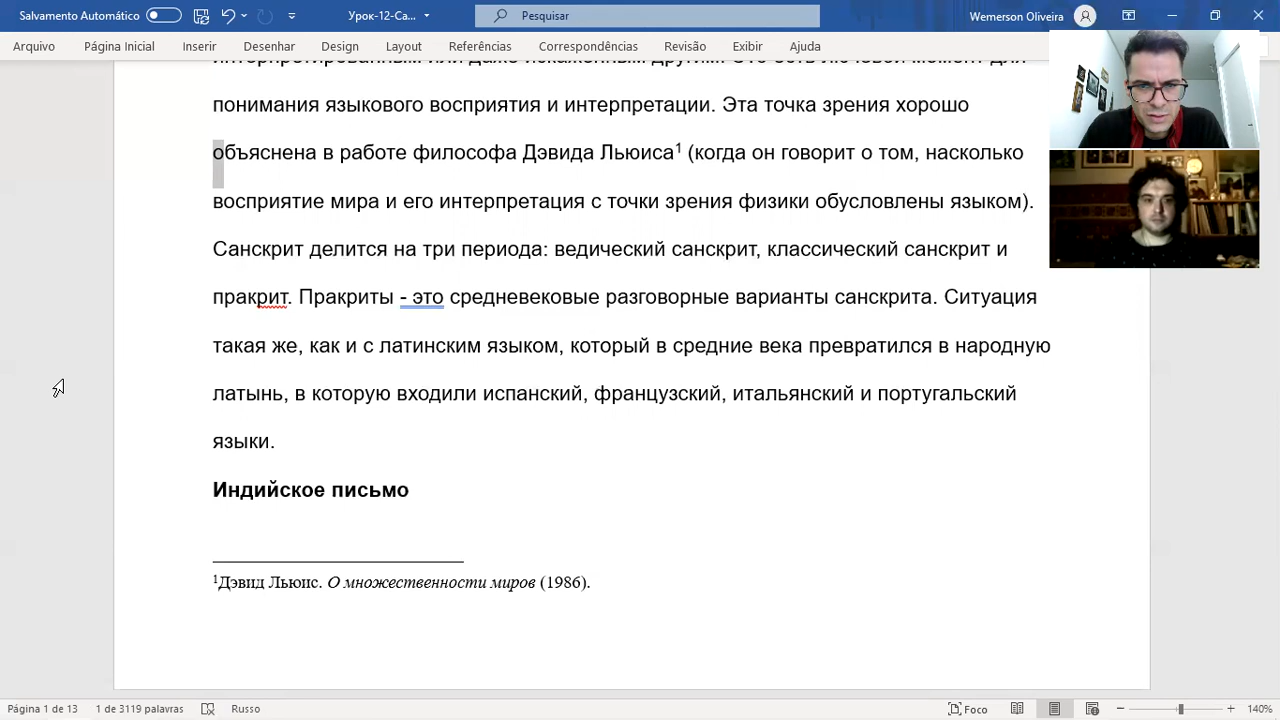 Salvamento Automático
Урок-12-Са...
Pesquisar
Wemerson Oliveira
Arquivo Página Inicial Inserir Desenhar Design Layout Referências Correspondências Revisão Exibir Ajuda
понимания языкового восприятия и интерпретации. Эта точка зрения хорошо
объяснена в работе философа Дэвида Льюиса¹ (когда он говорит о том, насколько
восприятие мира и его интерпретация с точки зрения физики обусловлены языком).
Санскрит делится на три периода: ведический санскрит, классический санскрит и
пракрит. Пракриты - это средневековые разговорные варианты санскрита. Ситуация
такая же, как и с латинским языком, который в средние века превратился в народную
латынь, в которую входили испанский, французский, итальянский и португальский
языки.
Индийское письмо
¹Дэвид Льюис. О множественности миров (1986).
Página 1 de 13 1 de 3119 palavras Russo Foco 140%